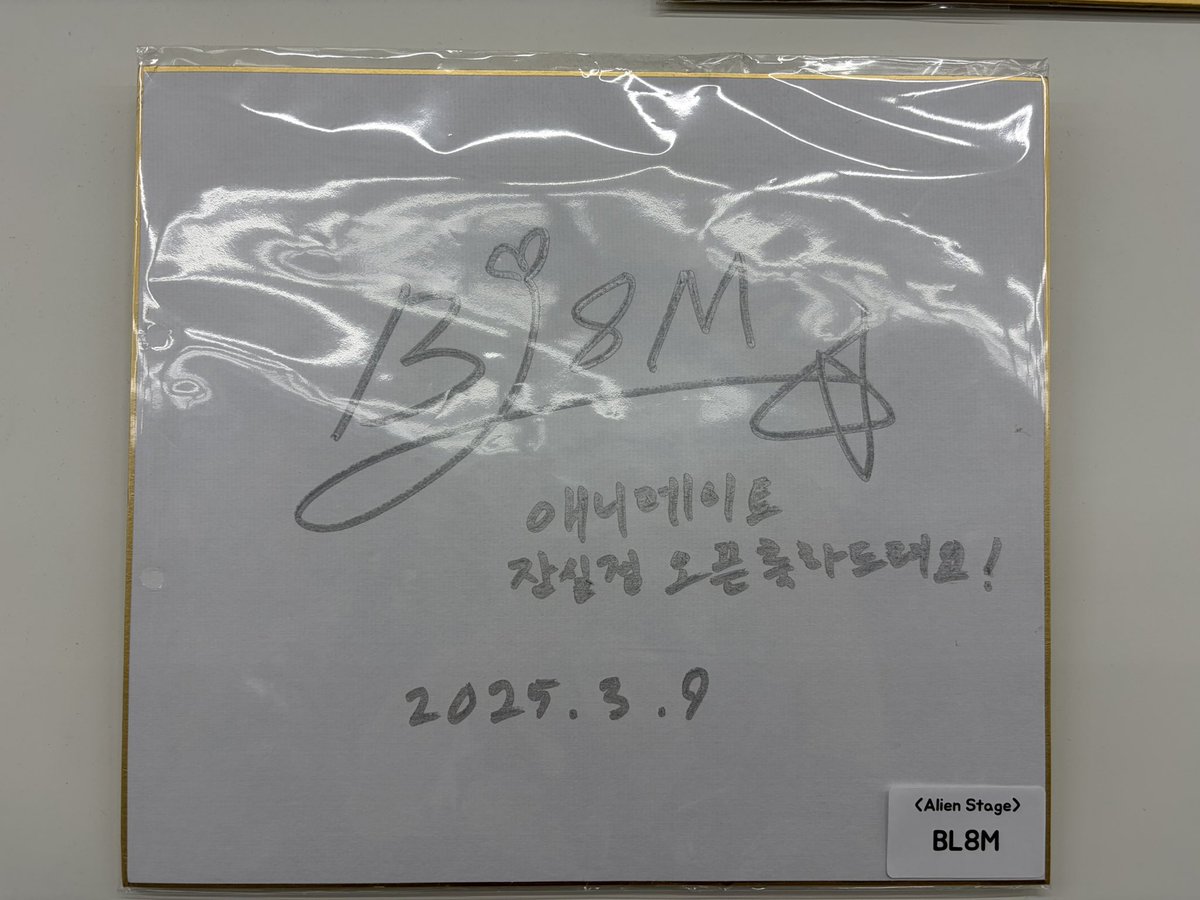 BL8M
애니메이트
잠실점 오픈 축하드려요!
2025.3.9
<Alien Stage>
BL8M